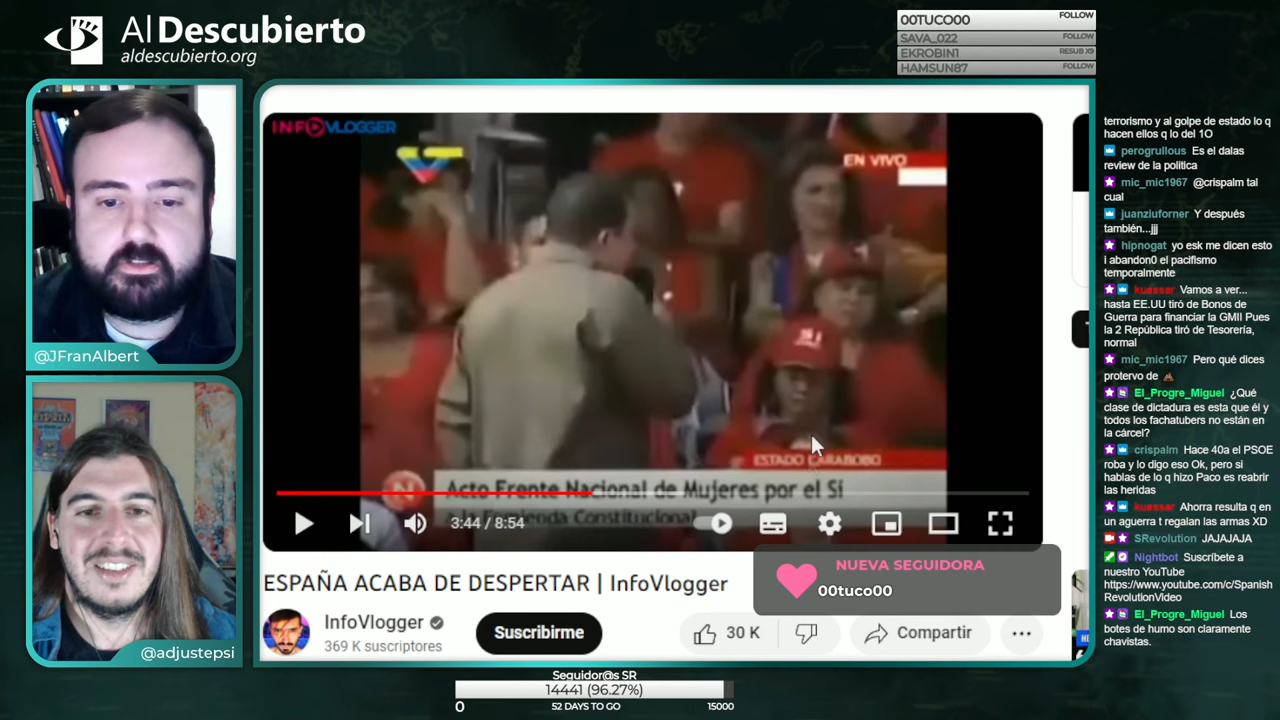 Al Descubierto
aldescubierto.org
00TUCO00 FOLLOW
SAVA_022 FOLLOW
EKROBIN1 RESUB X9
HAMSUN87 FOLLOW
@JFranAlbert
@adjustepsi
INFOVLOGGER
EN VIVO
SI
ESTADO CARABOBO
Acto Frente Nacional de Mujeres por el Sí
a la Enmienda Constitucional
3:44 / 8:54
ESPAÑA ACABA DE DESPERTAR | InfoVlogger
InfoVlogger
369 K suscriptores
Suscribirme
30 K
Compartir
NUEVA SEGUIDORA
00tuco00
Seguidor@s SR
14441 (96.27%)
0 52 DAYS TO GO 15000
terrorismo y al golpe de estado lo q
hacen ellos q lo del 1O
perogrullous Es el dalas
review de la politica
mic_mic1967 @crispalm tal
cual
juanziuforner Y después
también...jjj
hipnogat yo esk me dicen esto
i abandon0 el pacifismo
temporalmente
kuassar Vamos a ver...
hasta EE.UU tiró de Bonos de
Guerra para financiar la GMII Pues
la 2 República tiró de Tesorería,
normal
mic_mic1967 Pero qué dices
protervo de
El_Progre_Miguel ¿Qué
clase de dictadura es esta que él y
todos los fachatubers no están en
la cárcel?
crispalm Hace 40a el PSOE
roba y lo digo eso Ok, pero si
hablas de lo q hizo Paco es reabrir
las heridas
kuassar Ahora resulta q en
un aguerra t regalan las armas XD
SRevolution JAJAJAJA
Nightbot Suscríbete a
nuestro YouTube
https://www.youtube.com/c/Spanish
RevolutionVideo
El_Progre_Miguel Los
botes de humo son claramente
chavistas.